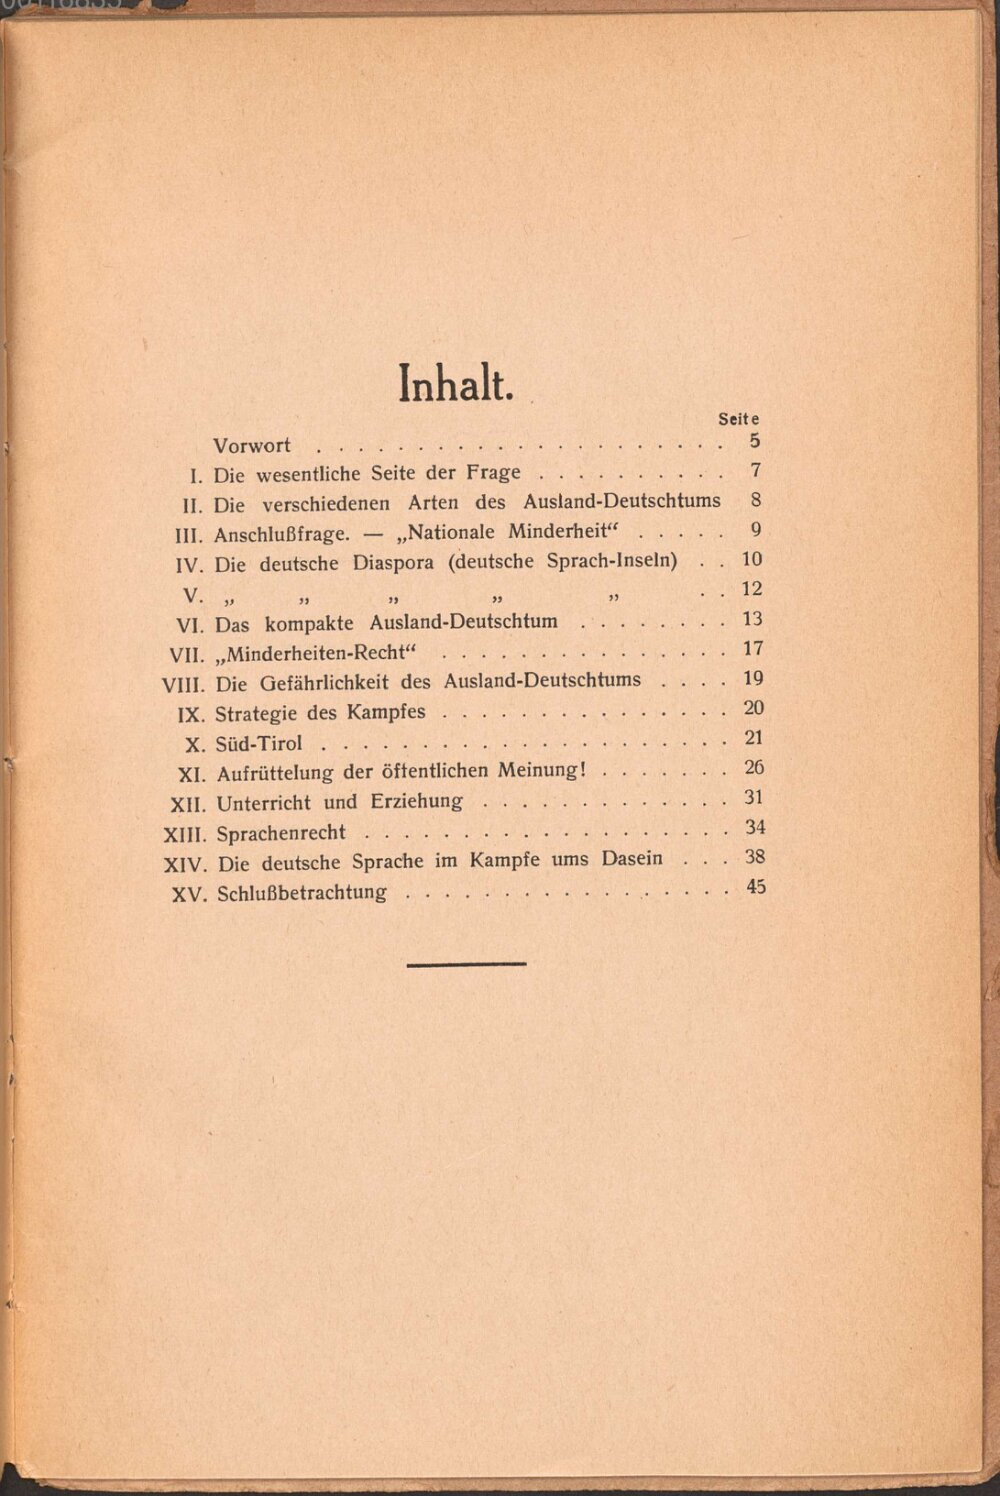 Inhalt.
Seite
Vorwort . . . . . . . . . . . . . . . . . . . . . 5
I. Die wesentliche Seite der Frage . . . . . . . . . . 7
II. Die verschiedenen Arten des Ausland-Deutschtums 8
III. Anschlußfrage. — „Nationale Minderheit“ . . . . . 9
IV. Die deutsche Diaspora (deutsche Sprach-Inseln) . . 10
V. „ „ „ „ „ . . 12
VI. Das kompakte Ausland-Deutschtum . . . . . . . . 13
VII. „Minderheiten-Recht“ . . . . . . . . . . . . . . . 17
VIII. Die Gefährlichkeit des Ausland-Deutschtums . . . . 19
IX. Strategie des Kampfes . . . . . . . . . . . . . . . 20
X. Süd-Tirol . . . . . . . . . . . . . . . . . . . . . 21
XI. Aufrüttelung der öffentlichen Meinung! . . . . . . . 26
XII. Unterricht und Erziehung . . . . . . . . . . . . . 31
XIII. Sprachenrecht . . . . . . . . . . . . . . . . . . . 34
XIV. Die deutsche Sprache im Kampfe ums Dasein . . . 38
XV. Schlußbetrachtung . . . . . . . . . . . . . . . . . 45